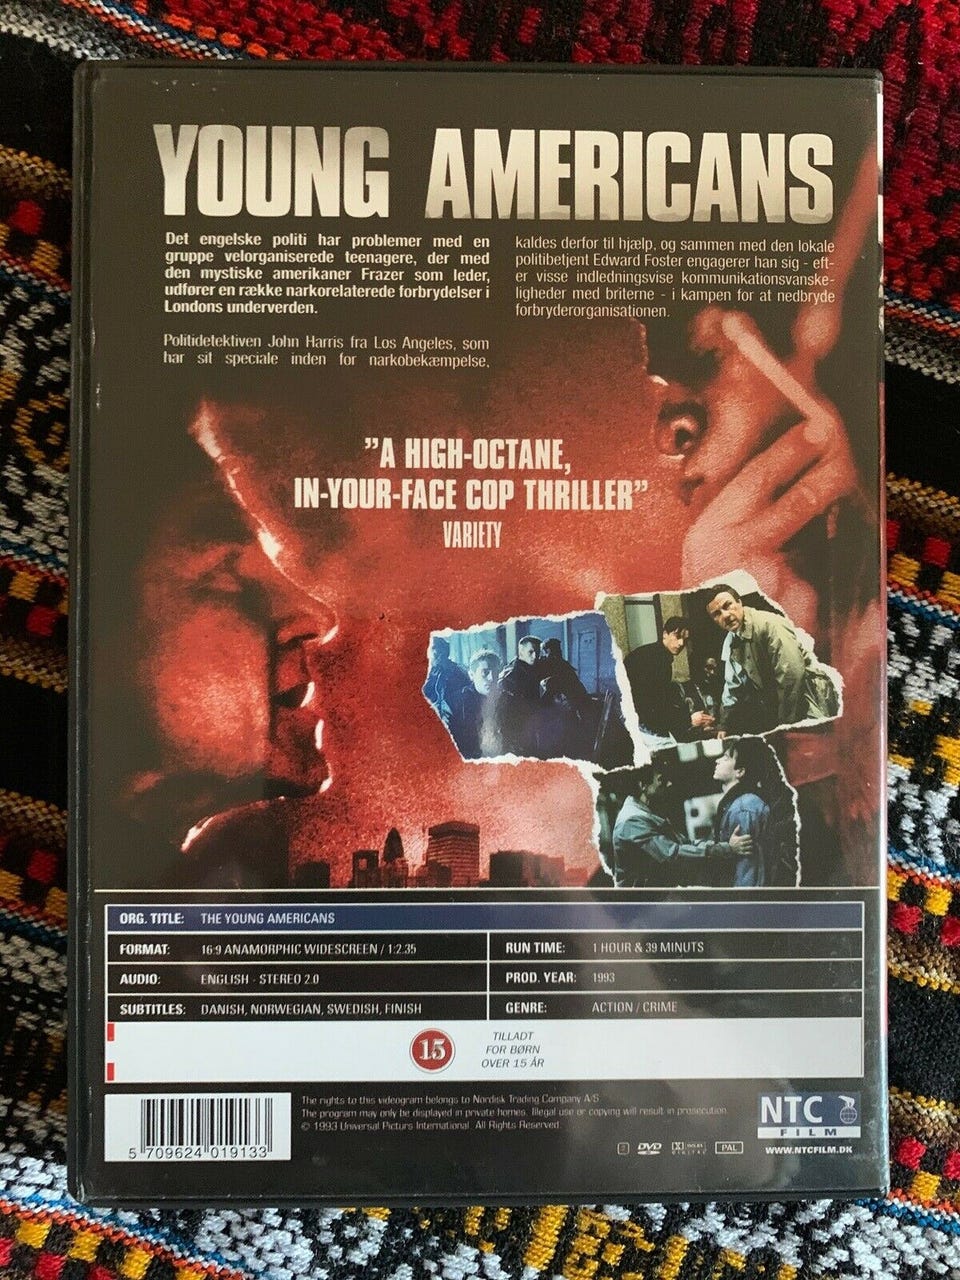 YOUNG AMERICANS
Det engelske politi har problemer med en
gruppe velorganiserede teenagere, der med
den mystiske amerikaner Frazer som leder,
udfører en række narkorelaterede forbrydelser i
Londons underverden.
Politidetektiven John Harris fra Los Angeles, som
har sit speciale inden for narkobekæmpelse,
kaldes derfor til hjælp, og sammen med den lokale
politibetjent Edward Foster engagerer han sig - eft-
er visse indledningsvise kommunikationsvanske-
ligheder med briterne - i kampen for at nedbryde
forbryderorganisationen.
"A HIGH-OCTANE,
IN-YOUR-FACE COP THRILLER"
VARIETY
ORG. TITLE: THE YOUNG AMERICANS
FORMAT: 16:9 ANAMORPHIC WIDESCREEN / 1:2.35
RUN TIME: 1 HOUR & 39 MINUTS
AUDIO: ENGLISH - STEREO 2.0
PROD. YEAR: 1993
SUBTITLES: DANISH, NORWEGIAN, SWEDISH, FINISH
GENRE: ACTION / CRIME
15
TILLADT
FOR BØRN
OVER 15 ÅR
The rights to this videogram belongs to Nordisk Trading Company A/S
The program may only be displayed in private homes. Illegal use or copying will result in prosecution.
© 1993 Universal Picturs International. All Rights Reserved.
5 709624 019133
DVD
DIGITAL
PAL
NTC
FILM
WWW.NTCFILM.DK